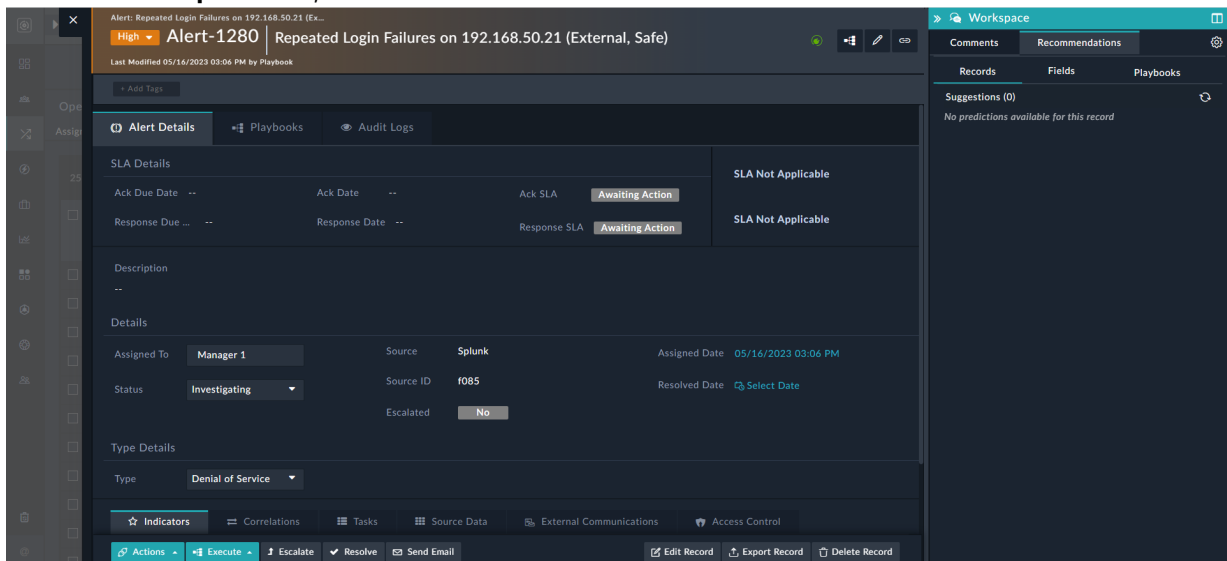 Alert: Repeated Login Failures on 192.168.50.21 (Ex...
High Alert-1280 Repeated Login Failures on 192.168.50.21 (External, Safe)
Last Modified 05/16/2023 03:06 PM by Playbook
+ Add Tags
Ope
Assig
25
Alert Details Playbooks Audit Logs
SLA Details
Ack Due Date -- Ack Date -- Ack SLA Awaiting Action SLA Not Applicable
Response Due ... -- Response Date -- Response SLA Awaiting Action SLA Not Applicable
Description
--
Details
Assigned To Manager 1 Source Splunk Assigned Date 05/16/2023 03:06 PM
Status Investigating Source ID f085 Resolved Date Select Date
Escalated No
Type Details
Type Denial of Service
Indicators Correlations Tasks Source Data External Communications Access Control
Actions Execute Escalate Resolve Send Email Edit Record Export Record Delete Record
Workspace
Comments Recommendations
Records Fields Playbooks
Suggestions (0)
No predictions available for this record